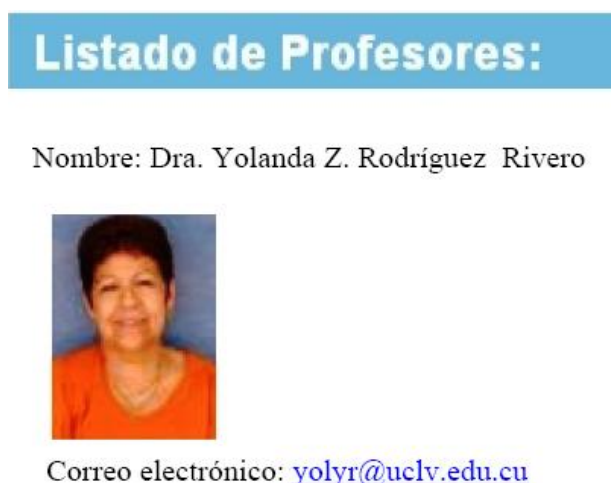 Listado de Profesores:
Nombre: Dra. Yolanda Z. Rodríguez Rivero
Correo electrónico: yolyr@uclv.edu.cu